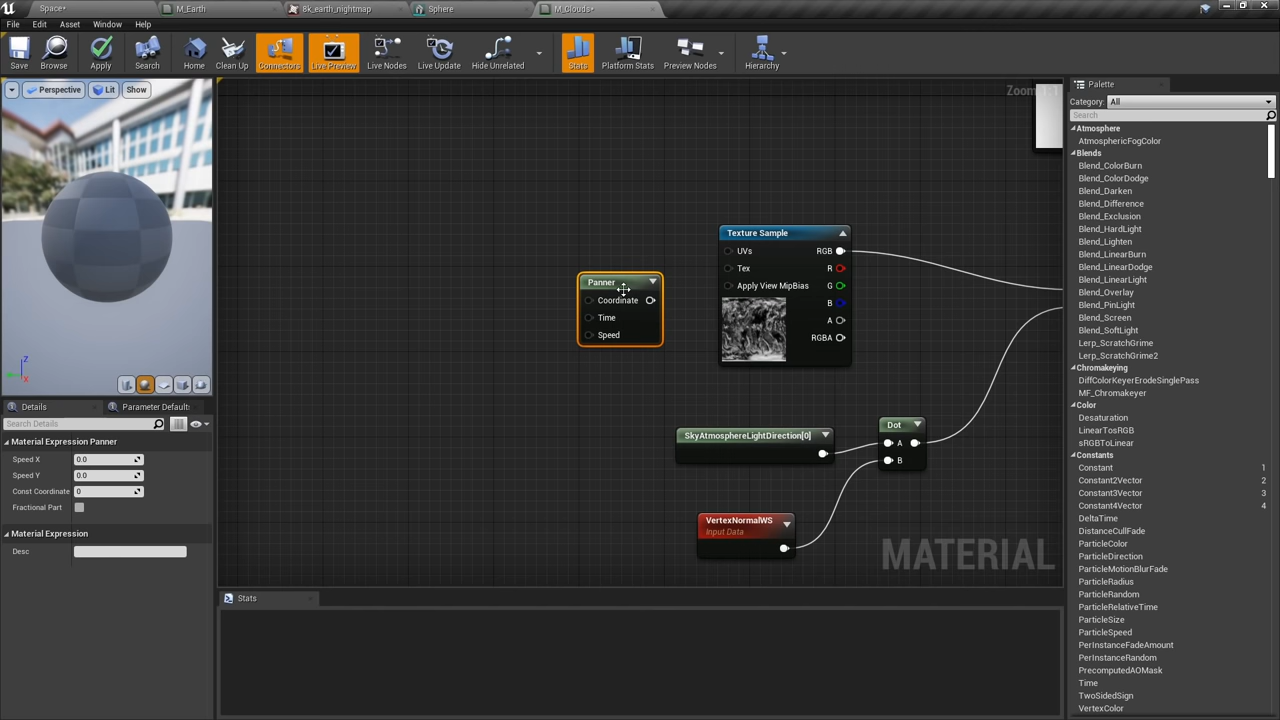 Space*
M_Earth
8k_earth_nightmap
Sphere
M_Clouds*
File Edit Asset Window Help
Save Browse Apply Search Home Clean Up Connectors Live Preview Live Nodes Live Update Hide Unrelated Stats Platform Stats Preview Nodes Hierarchy
Perspective Lit Show
Zoom 1:1
Palette
Category: All
Search
Atmosphere
AtmosphericFogColor
Blends
Blend_ColorBurn
Blend_ColorDodge
Blend_Darken
Blend_Difference
Blend_Exclusion
Blend_HardLight
Blend_Lighten
Blend_LinearBurn
Blend_LinearDodge
Blend_LinearLight
Blend_Overlay
Blend_PinLight
Blend_Screen
Blend_SoftLight
Lerp_ScratchGrime
Lerp_ScratchGrime2
Chromakeying
DiffColorKeyerErodeSinglePass
MF_Chromakeyer
Color
Desaturation
LinearTosRGB
sRGBToLinear
Constants
Constant 1
Constant2Vector 2
Constant3Vector 3
Constant4Vector 4
DeltaTime
DistanceCullFade
ParticleColor
ParticleDirection
ParticleMotionBlurFade
ParticleRadius
ParticleRandom
ParticleRelativeTime
ParticleSize
ParticleSpeed
PerInstanceFadeAmount
PerInstanceRandom
PrecomputedAOMask
Time
TwoSidedSign
VertexColor
Texture Sample
UVs RGB
Tex R
Apply View MipBias G
B
A
RGBA
Panner
Coordinate
Time
Speed
SkyAtmosphereLightDirection[0]
Dot
A
B
VertexNormalWS
Input Data
MATERIAL
Z
X
Details
Parameter Default:
Search Details
Material Expression Panner
Speed X 0.0
Speed Y 0.0
Const Coordinate 0
Fractional Part
Material Expression
Desc
Stats